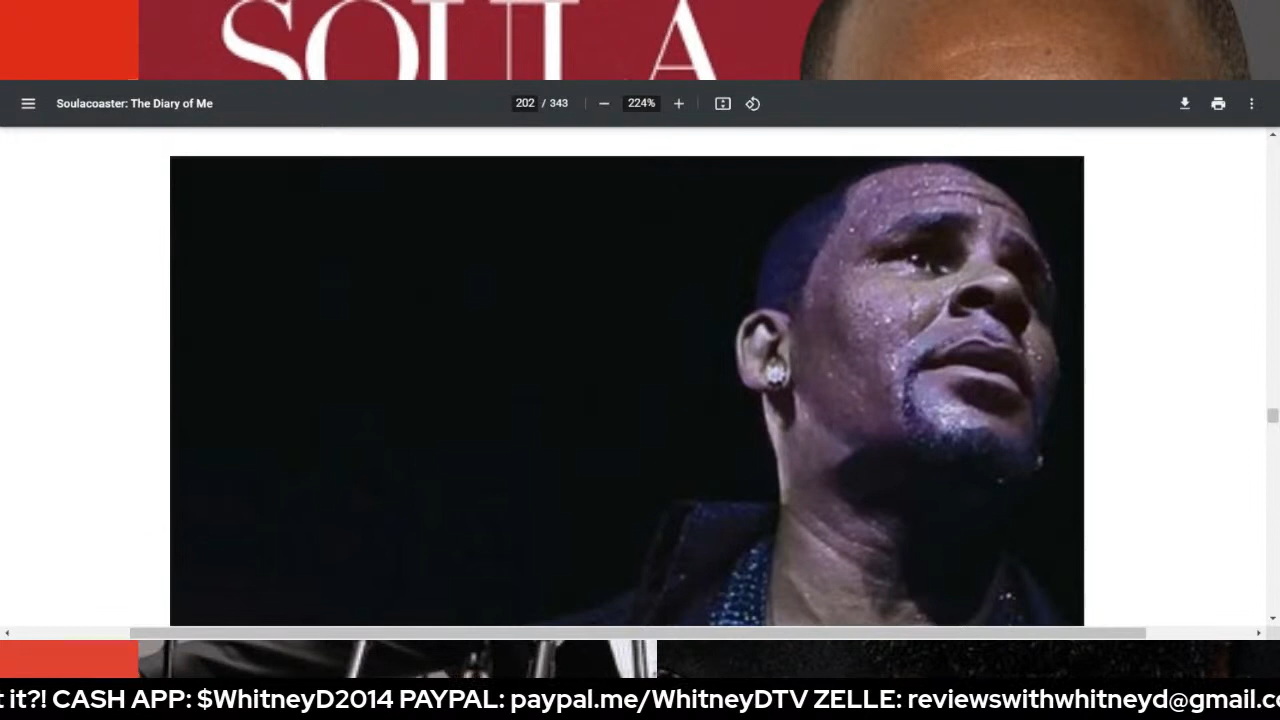 SOULA
Soulacoaster: The Diary of Me
202 / 343
224%
t it?! CASH APP: $WhitneyD2014 PAYPAL: paypal.me/WhitneyDTV ZELLE: reviewswithwhitneyd@gmail.co